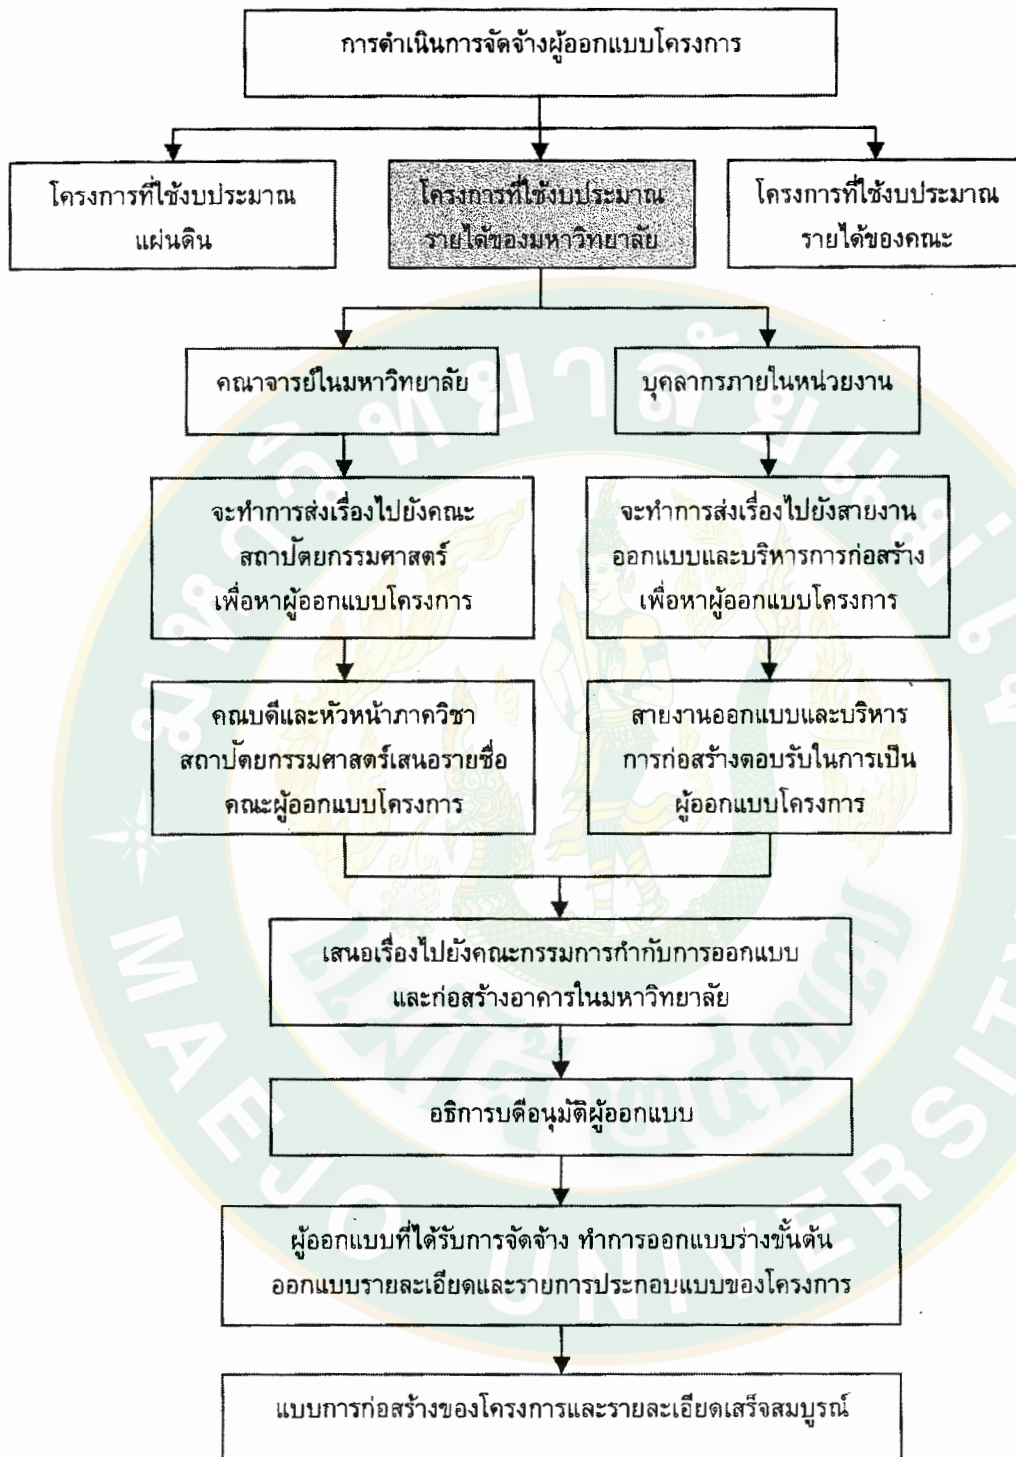 การดำเนินการจัดจ้างผู้ออกแบบโครงการ
โครงการที่ใช้งบประมาณ
แผ่นดิน
โครงการที่ใช้งบประมาณ
รายได้ของมหาวิทยาลัย
โครงการที่ใช้งบประมาณ
รายได้ของคณะ
คณาจารย์ในมหาวิทยาลัย
บุคลากรภายในหน่วยงาน
จะทำการส่งเรื่องไปยังคณะ
สถาปัตยกรรมศาสตร์
เพื่อหาผู้ออกแบบโครงการ
จะทำการส่งเรื่องไปยังสายงาน
ออกแบบและบริหารการก่อสร้าง
เพื่อหาผู้ออกแบบโครงการ
คณบดีและหัวหน้าภาควิชา
สถาปัตยกรรมศาสตร์เสนอรายชื่อ
คณะผู้ออกแบบโครงการ
สายงานออกแบบและบริหาร
การก่อสร้างตอบรับในการเป็น
ผู้ออกแบบโครงการ
เสนอเรื่องไปยังคณะกรรมการกำกับการออกแบบ
และก่อสร้างอาคารในมหาวิทยาลัย
อธิการบดีอนุมัติผู้ออกแบบ
ผู้ออกแบบที่ได้รับการจัดจ้าง ทำการออกแบบร่างขั้นต้น
ออกแบบรายละเอียดและรายการประกอบแบบของโครงการ
แบบการก่อสร้างของโครงการและรายละเอียดเสร็จสมบูรณ์
มหาวิทยาลัยแม่โจ้
MAEJO UNIVERSITY